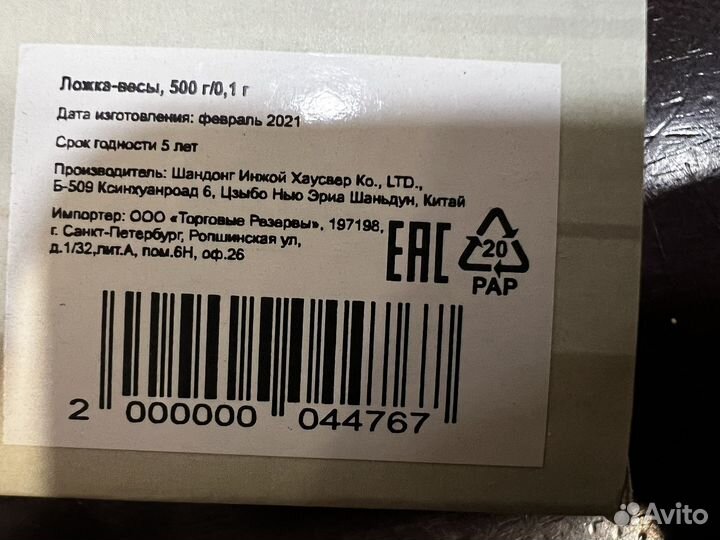 Ложка-весы, 500 г/0,1 г
Дата изготовления: февраль 2021
Срок годности 5 лет
Производитель: Шандонг Инжой Хаусвер Ко., LTD.,
Б-509 Ксинхуанроад 6, Цзыбо Нью Эриа Шаньдун, Китай
Импортер: ООО «Торговые Резервы», 197198,
г. Санкт-Петербург, Ропшинская ул,
д.1/32,лит.А, пом.6Н, оф.26
EAC
20
PAP
2 000000 044767
Avito